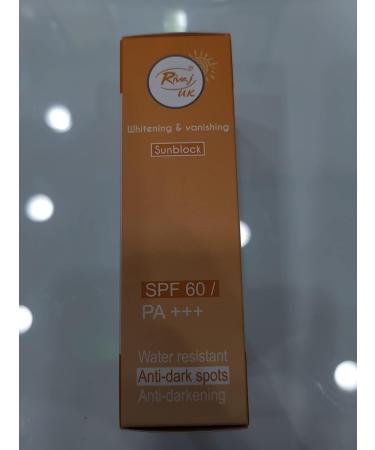 Rivaj
UK
Whitening & vanishing
Sunblock
SPF 60 /
PA +++
Water resistant
Anti-dark spots
Anti-darkening